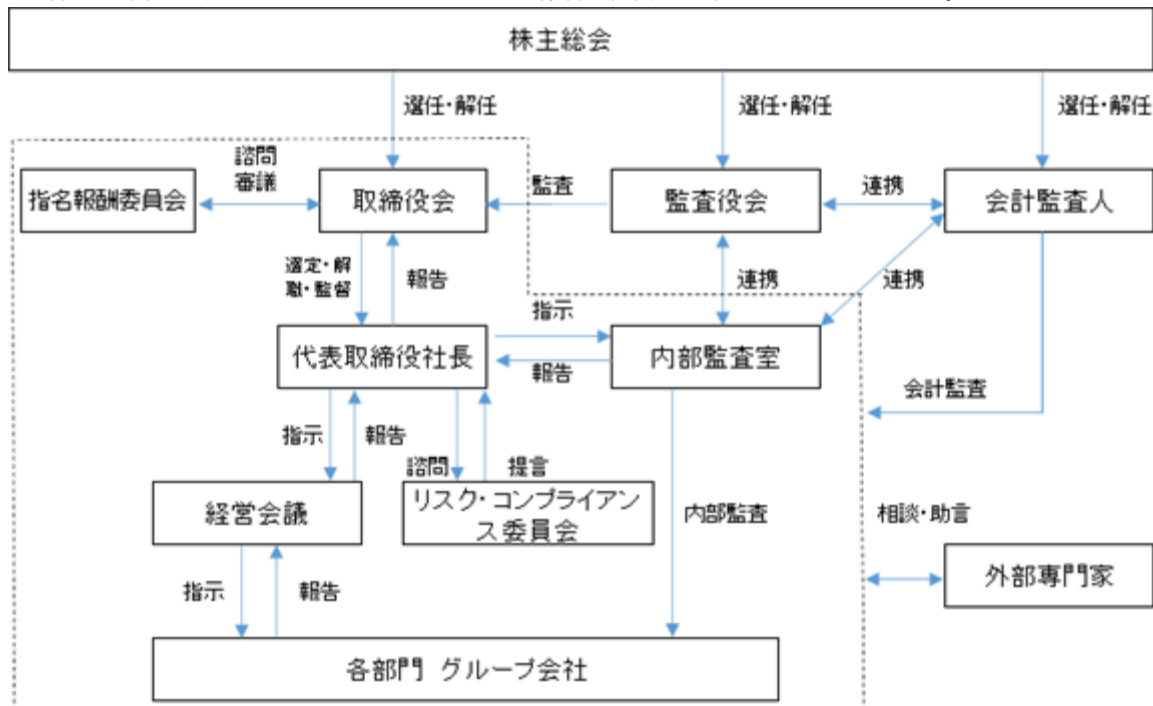 株主総会
選任・解任
選任・解任
選任・解任
諮問
審議
指名報酬委員会
取締役会
監査
監査役会
連携
会計監査人
選定・解
職・監督
報告
連携
連携
指示
代表取締役社長
内部監査室
報告
会計監査
指示
報告
諮問
提言
経営会議
リスク・コンプライアン
ス委員会
内部監査
相談・助言
外部専門家
指示
報告
各部門 グループ会社